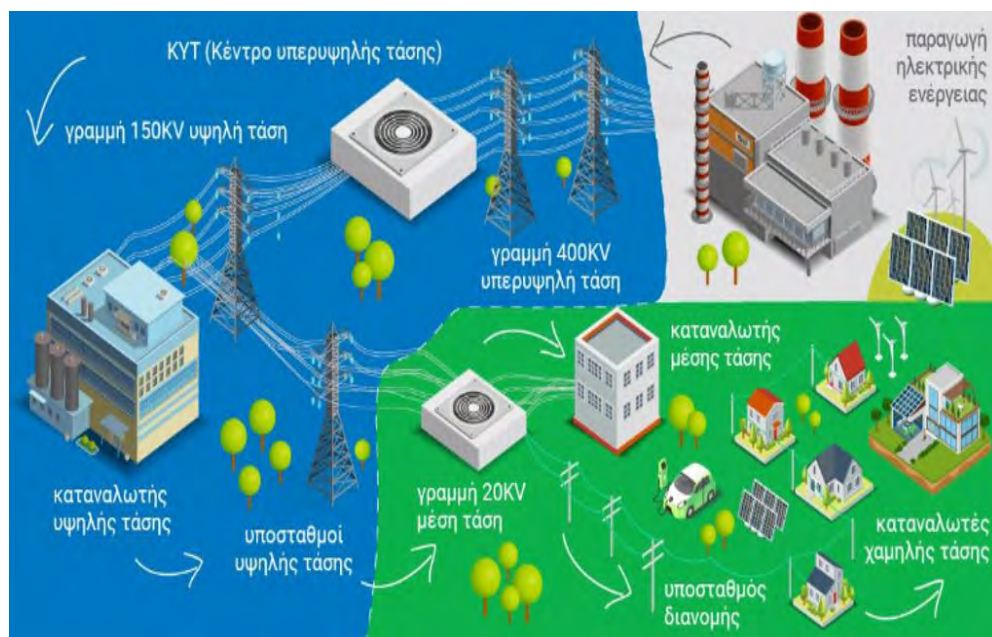 ΚΥΤ (Κέντρο υπερυψηλής τάσης)
γραμμή 150KV υψηλή τάση
γραμμή 400KV
υπερυψηλή τάση
παραγωγή
ηλεκτρικής
ενέργειας
καταναλωτής
υψηλής τάσης
υποσταθμοί
υψηλής τάσης
γραμμή 20KV
μέση τάση
καταναλωτής
μέσης τάσης
υποσταθμός
διανομής
καταναλωτές
χαμηλής τάσης